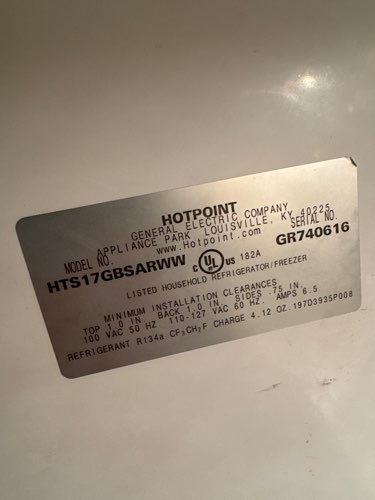 HOTPOINT
GENERAL ELECTRIC COMPANY
APPLIANCE PARK LOUISVILLE, KY 40225
www.Hotpoint.com
MODEL NO. SERIAL NO.
HTS17GBSARWW c UL us 182A GR740616
LISTED HOUSEHOLD REFRIGERATOR/FREEZER
MINIMUM INSTALLATION CLEARANCES
TOP 1.0 IN. BACK 1.0 IN. SIDES .75 IN.
100 VAC 50 HZ. 110-127 VAC 60 HZ. AMPS 6.5
REFRIGERANT R134a CF₃CH₂F CHARGE 4.12 OZ. 197D3935P008